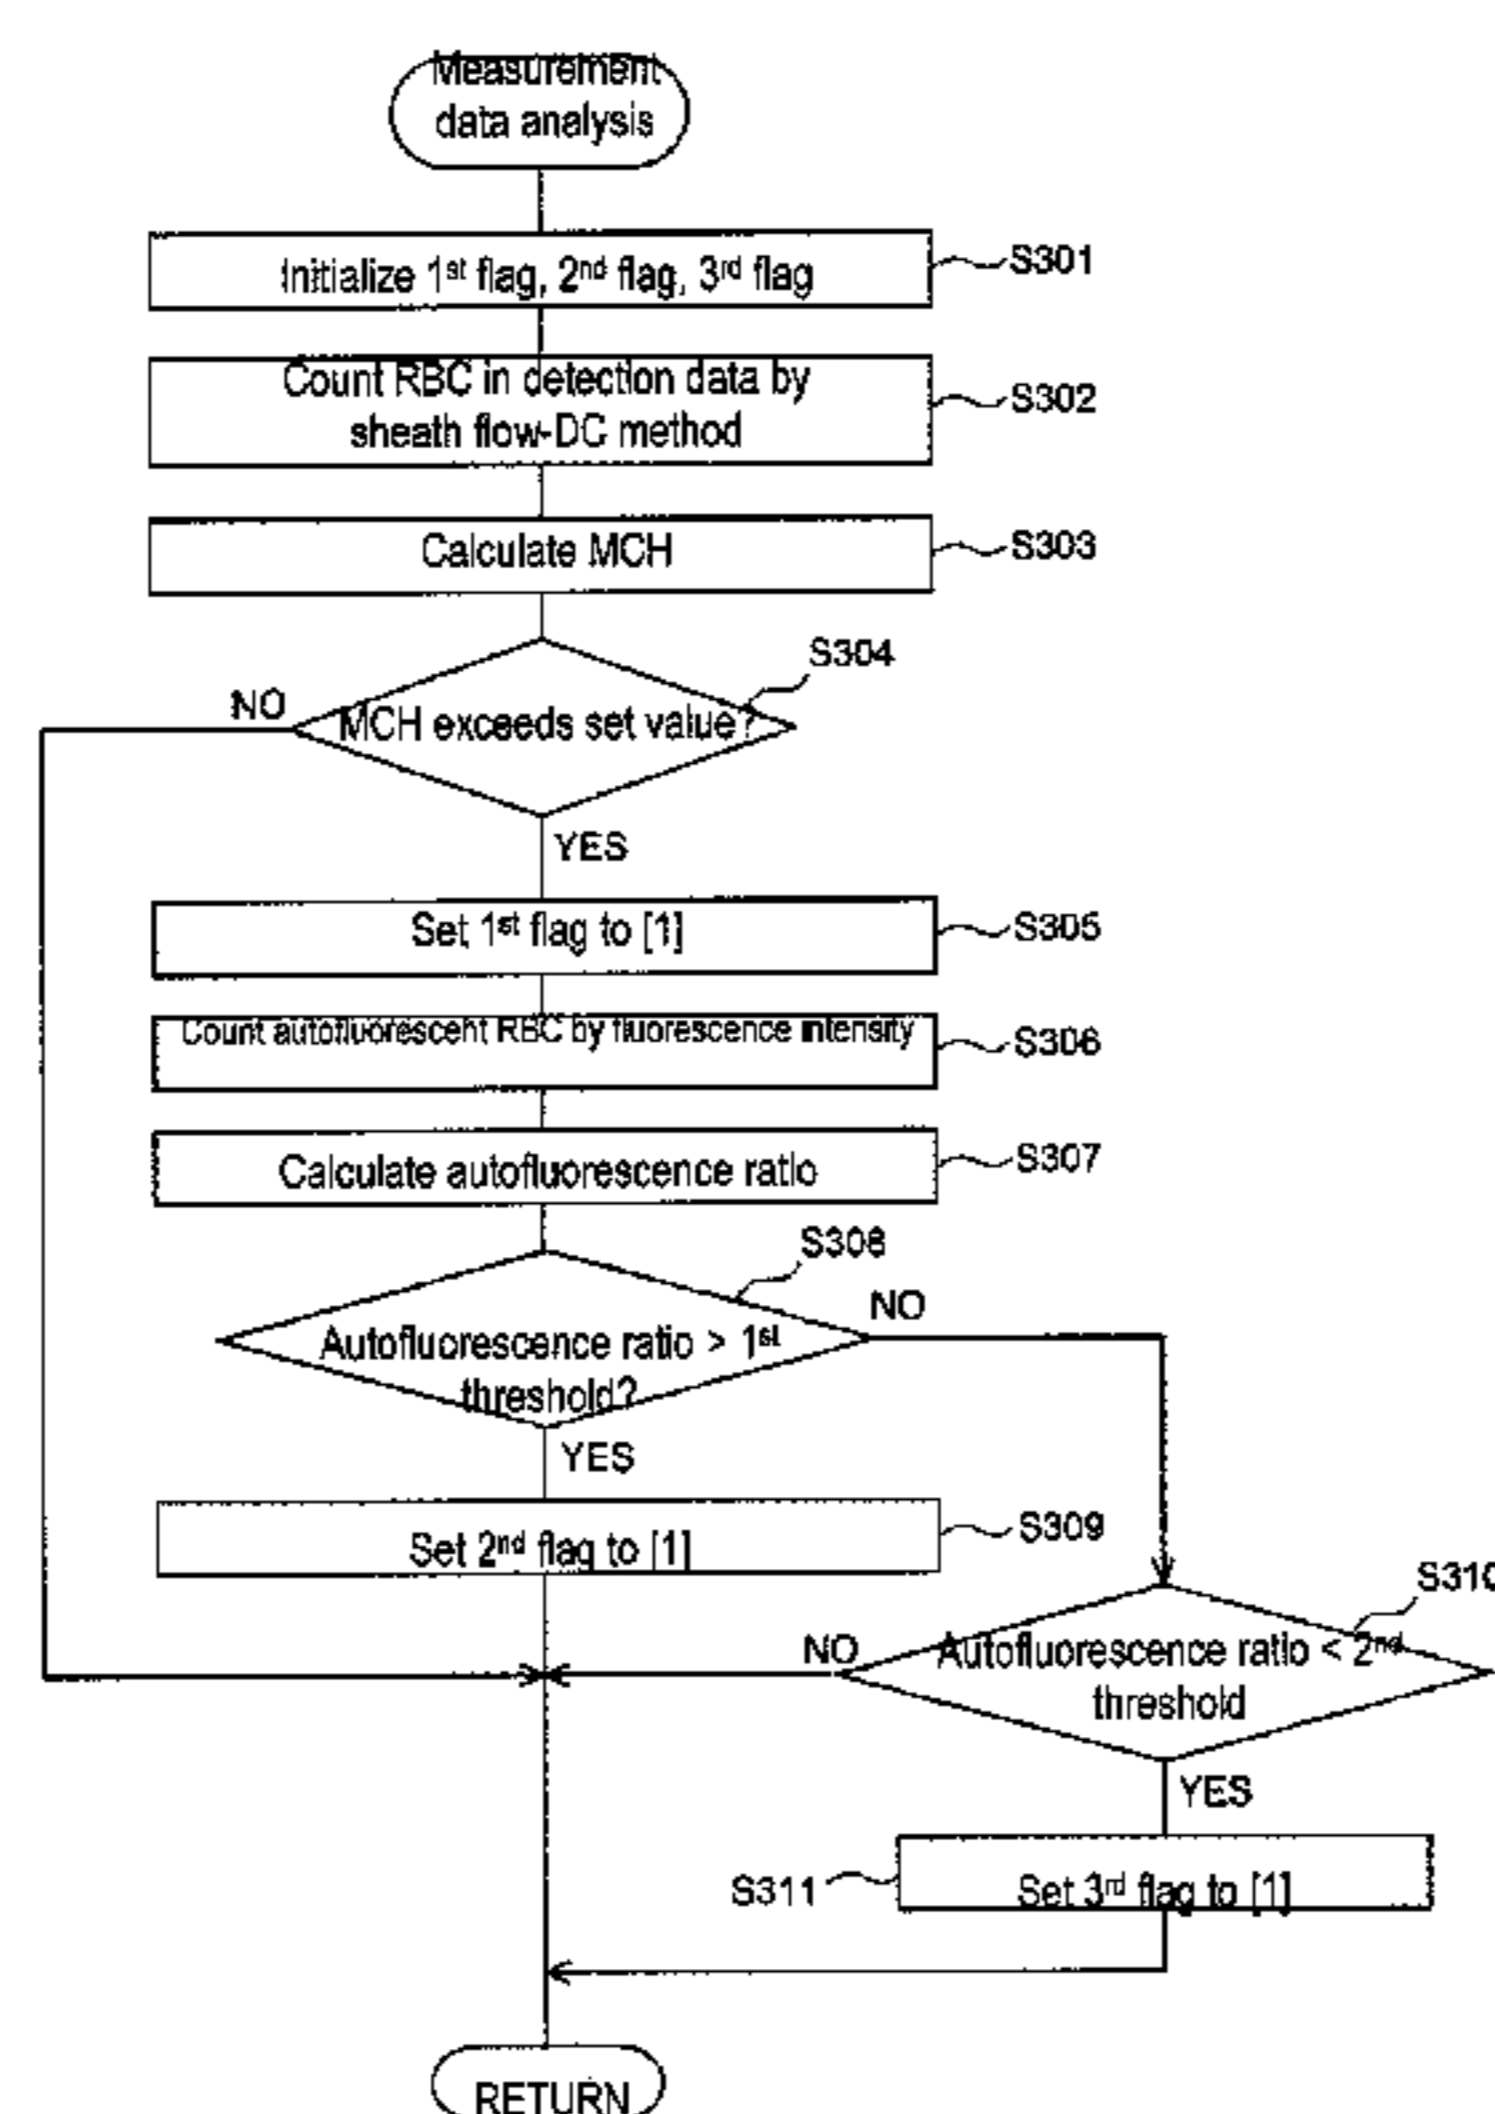 Measurement
data analysis
Initialize 1st flag, 2nd flag, 3rd flag
S301
Count RBC in detection data by
sheath flow-DC method
S302
Calculate MCH
S303
S304
NO
MCH exceeds set value?
YES
Set 1st flag to [1]
S305
Count autofluorescent RBC by fluorescence intensity
S306
Calculate autofluorescence ratio
S307
S308
NO
Autofluorescence ratio > 1st
threshold?
YES
Set 2nd flag to [1]
S309
S310
NO
Autofluorescence ratio < 2nd
threshold
YES
S311
Set 3rd flag to [1]
RETURN